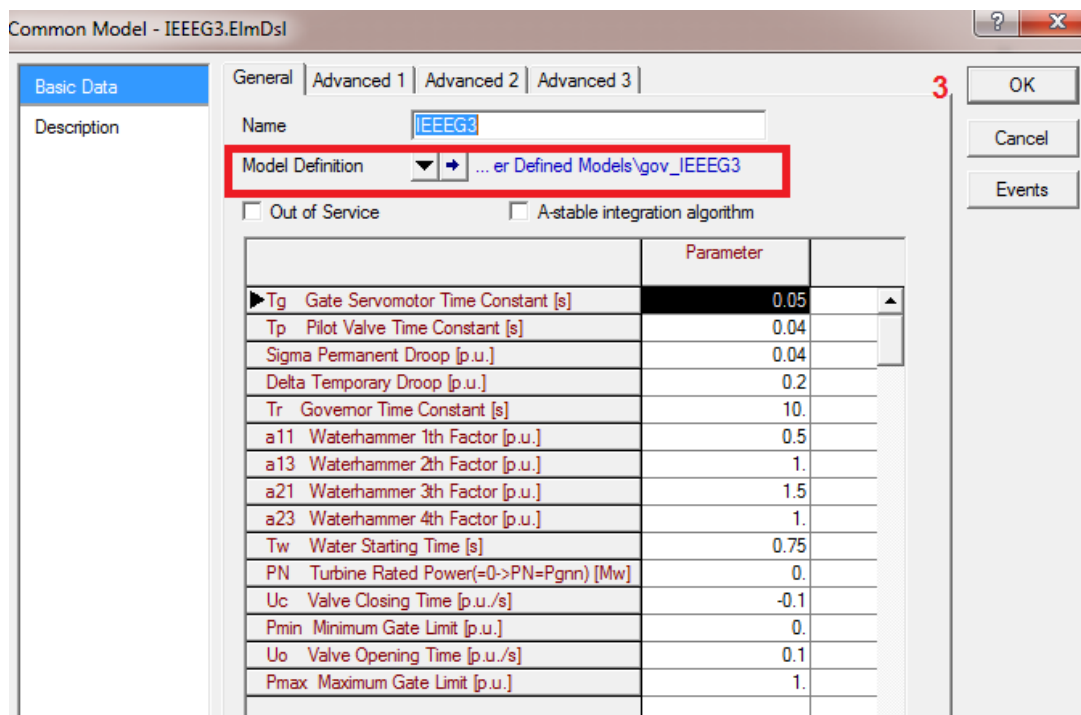 Common Model - IEEEG3.ElmDsl
?
X
Basic Data
Description
General Advanced 1 Advanced 2 Advanced 3
3
OK
Cancel
Events
Name IEEEG3
Model Definition ... er Defined Models\gov_IEEEG3
Out of Service A-stable integration algorithm
Parameter
Tg Gate Servomotor Time Constant [s] 0.05
Tp Pilot Valve Time Constant [s] 0.04
Sigma Permanent Droop [p.u.] 0.04
Delta Temporary Droop [p.u.] 0.2
Tr Governor Time Constant [s] 10.
a11 Waterhammer 1th Factor [p.u.] 0.5
a13 Waterhammer 2th Factor [p.u.] 1.
a21 Waterhammer 3th Factor [p.u.] 1.5
a23 Waterhammer 4th Factor [p.u.] 1.
Tw Water Starting Time [s] 0.75
PN Turbine Rated Power(=0->PN=Pgnn) [Mw] 0.
Uc Valve Closing Time [p.u./s] -0.1
Pmin Minimum Gate Limit [p.u.] 0.
Uo Valve Opening Time [p.u./s] 0.1
Pmax Maximum Gate Limit [p.u.] 1.